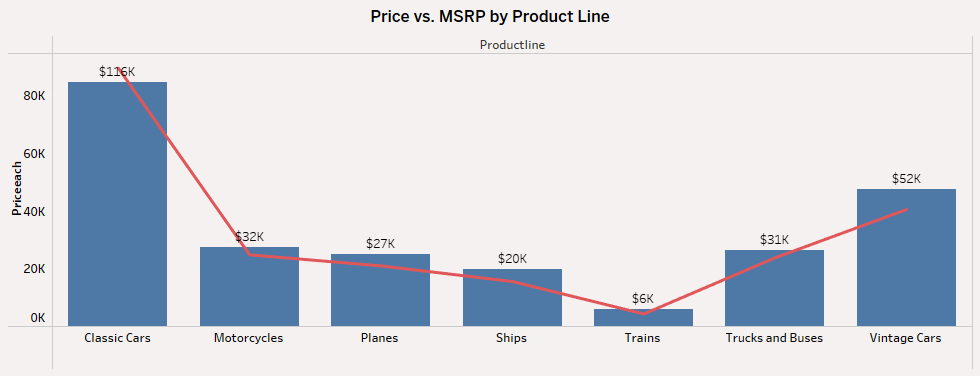 Price vs. MSRP by Product Line
Productline
Priceeach
80K
60K
40K
20K
0K
$116K
$32K
$27K
$20K
$6K
$31K
$52K
Classic Cars
Motorcycles
Planes
Ships
Trains
Trucks and Buses
Vintage Cars